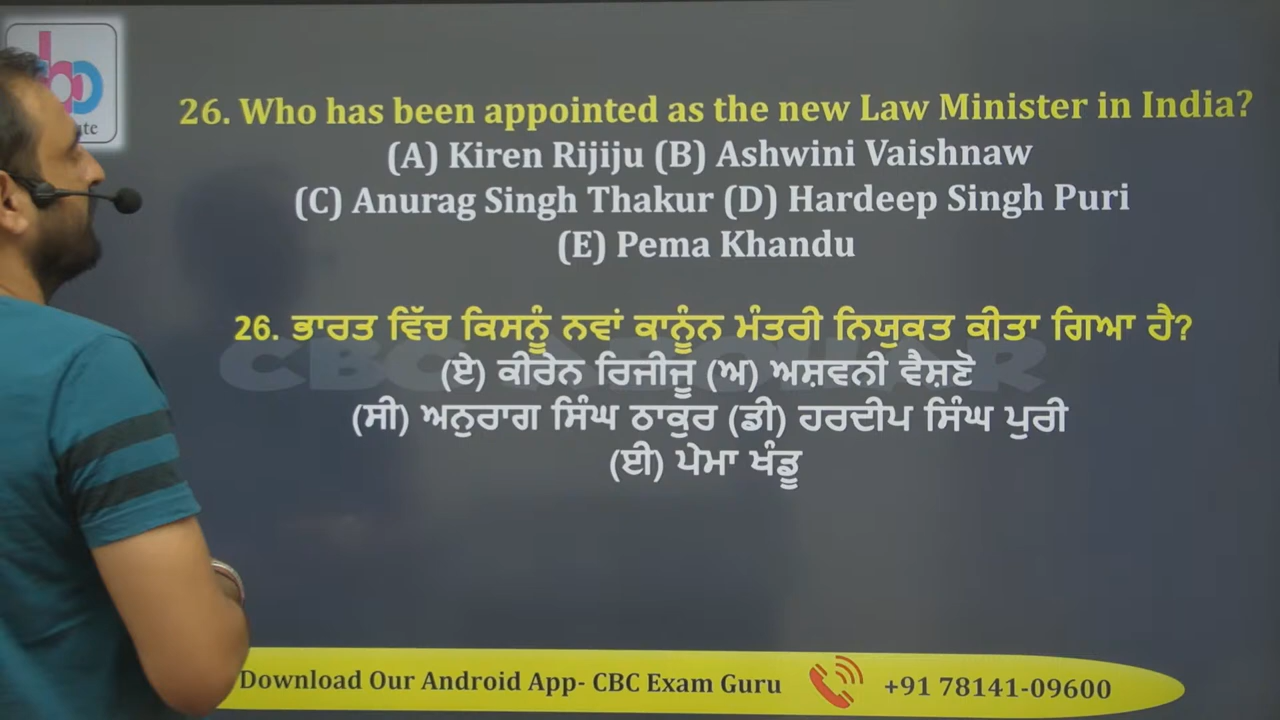 26. Who has been appointed as the new Law Minister in India?
(A) Kiren Rijiju (B) Ashwini Vaishnaw
(C) Anurag Singh Thakur (D) Hardeep Singh Puri
(E) Pema Khandu
26. ਭਾਰਤ ਵਿੱਚ ਕਿਸਨੂੰ ਨਵਾਂ ਕਾਨੂੰਨ ਮੰਤਰੀ ਨਿਯੁਕਤ ਕੀਤਾ ਗਿਆ ਹੈ?
(ਏ) ਕੀਰੇਨ ਰਿਜੀਜੂ (ਅ) ਅਸ਼ਵਨੀ ਵੈਸ਼ਣੋ
(ਸੀ) ਅਨੁਰਾਗ ਸਿੰਘ ਠਾਕੁਰ (ਡੀ) ਹਰਦੀਪ ਸਿੰਘ ਪੁਰੀ
(ਈ) ਪੇਮਾ ਖੰਡੂ
Download Our Android App- CBC Exam Guru +91 78141-09600